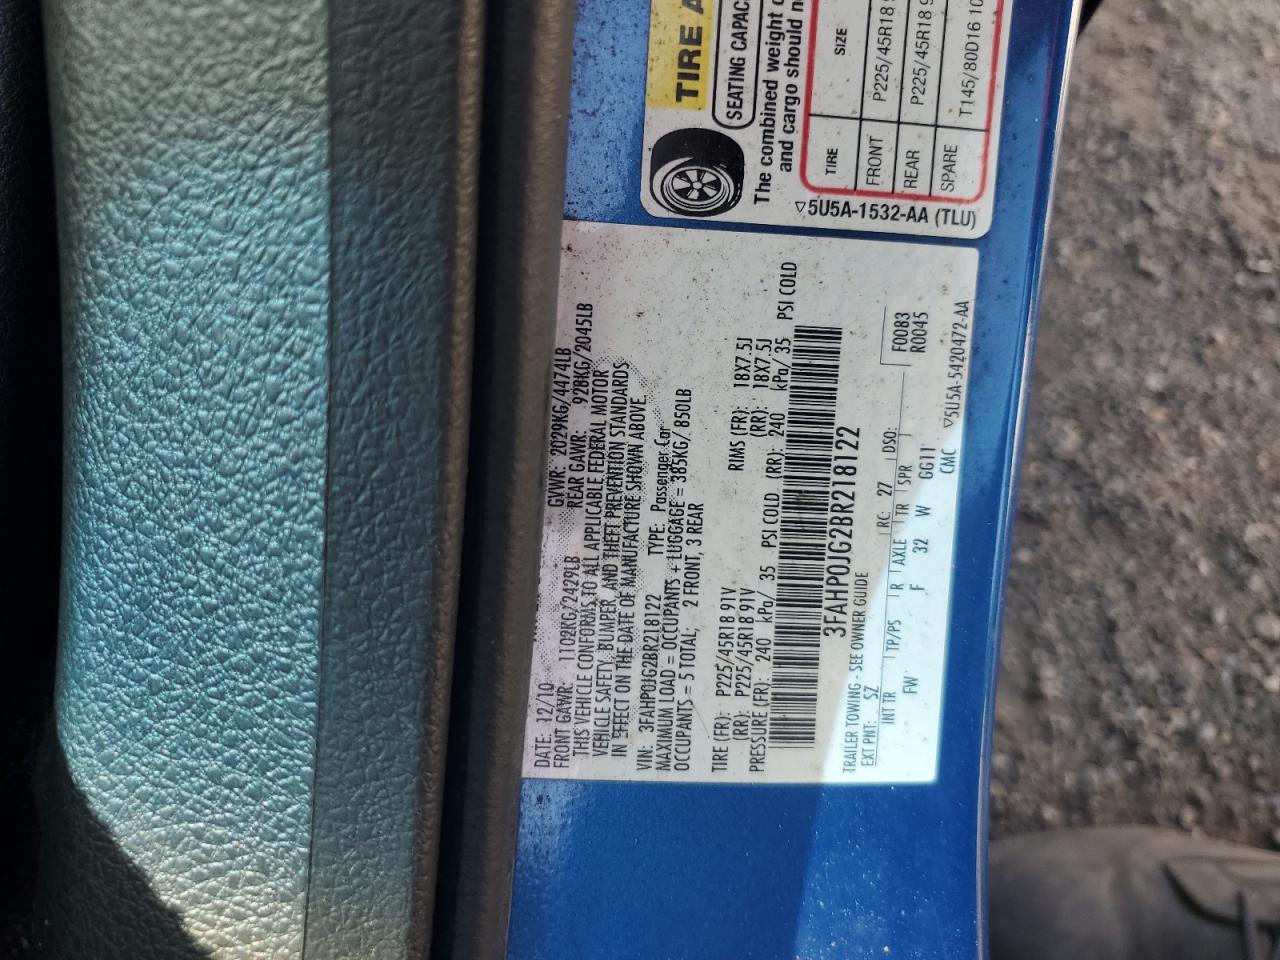 DATE: 12/10 GVWR: 2029KG/4474LB
FRONT GAWR: 1102KG/2429LB REAR GAWR: 928KG/2045LB
THIS VEHICLE CONFORMS TO ALL APPLICABLE FEDERAL MOTOR
VEHICLE SAFETY, BUMPER, AND THEFT PREVENTION STANDARDS
IN EFFECT ON THE DATE OF MANUFACTURE SHOWN ABOVE.
VIN: 3FAHP0JG2BR218122 TYPE: Passenger Car
MAXIMUM LOAD = OCCUPANTS + LUGGAGE = 385KG/ 850LB
OCCUPANTS = 5 TOTAL; 2 FRONT, 3 REAR
TIRE (FR): P225/45R18 91V RIMS (FR): 18X7.5J
(RR): P225/45R18 91V (RR): 18X7.5J
PRESSURE (FR): 240 kPa/ 35 PSI COLD (RR): 240 kPa/ 35 PSI COLD
3FAHP0JG2BR218122
TRAILER TOWING - SEE OWNER GUIDE
EXT PNT: SZ RC: 27 DSO:
INT TR TP/PS R AXLE TR SPR F0083
R0045
FW F 32 W GG11
CMC ▽5U5A-5420472-AA
TIRE A
SEATING CAPAC
The combined weight o
and cargo should n
TIRE SIZE
FRONT P225/45R18 9
REAR P225/45R18 9
SPARE T145/80D16 10
▽5U5A-1532-AA (TLU)